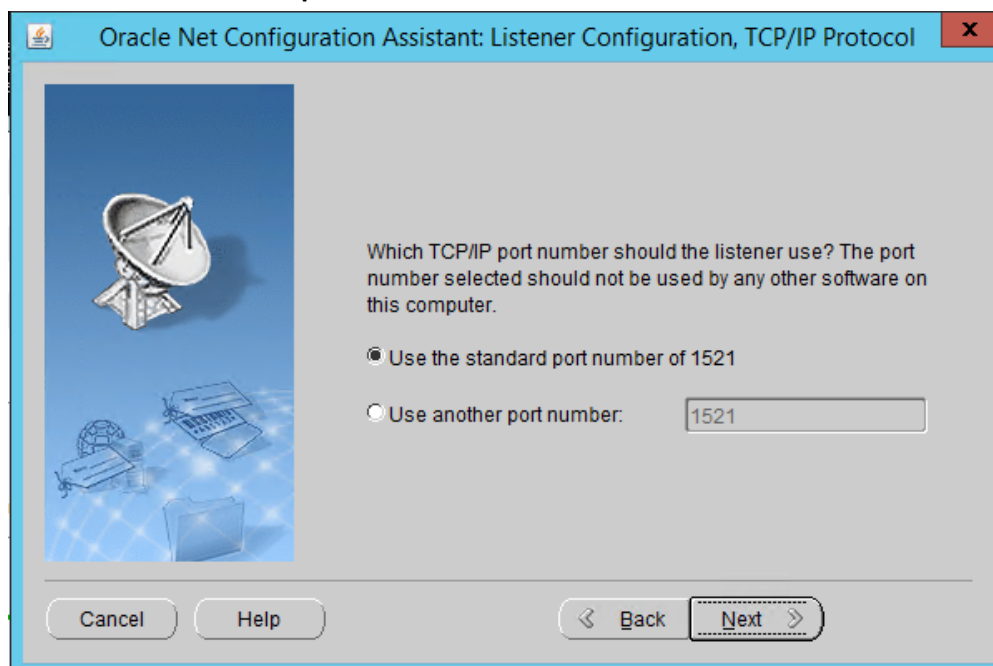 Oracle Net Configuration Assistant: Listener Configuration, TCP/IP Protocol
x
Which TCP/IP port number should the listener use? The port
number selected should not be used by any other software on
this computer.
Use the standard port number of 1521
Use another port number: 1521
Cancel Help Back Next